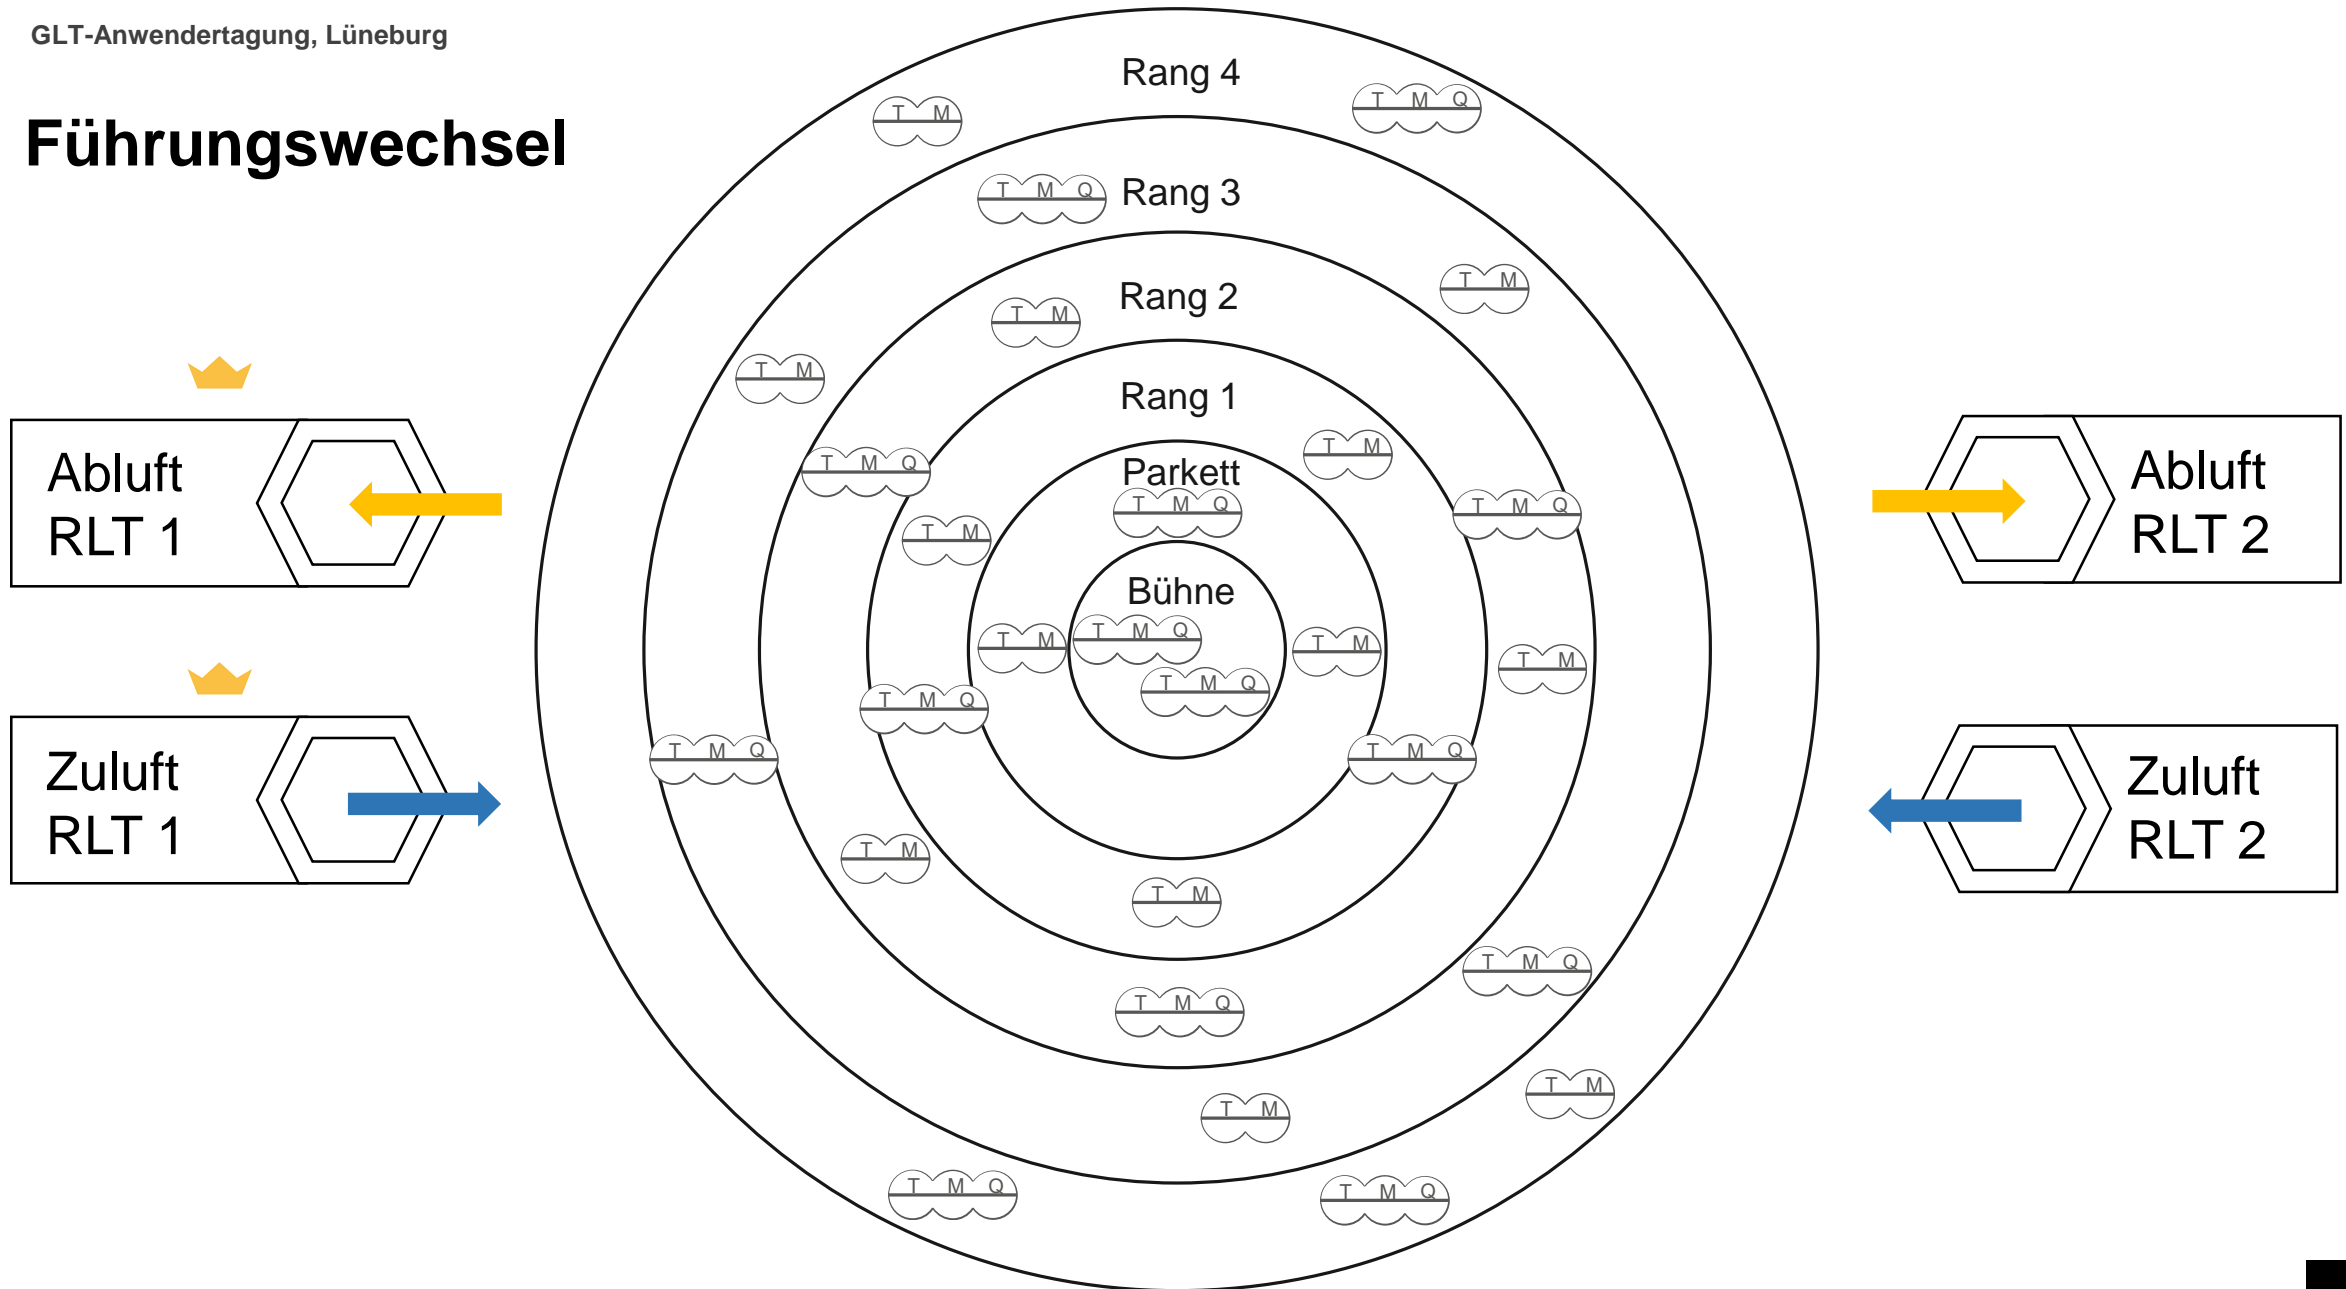 GLT-Anwendertagung, Lüneburg
Führungswechsel
Rang 4
T M
T M Q
T M Q
Rang 3
T M
Rang 2
T M
T M
Rang 1
T M
T M Q
Parkett
T M Q
T M Q
T M
Bühne
T M
T M Q
T M
T M
T M Q
T M Q
T M Q
T M Q
T M
T M
T M Q
T M Q
T M
T M
T M Q
T M Q
Abluft
RLT 1
Zuluft
RLT 1
Abluft
RLT 2
Zuluft
RLT 2